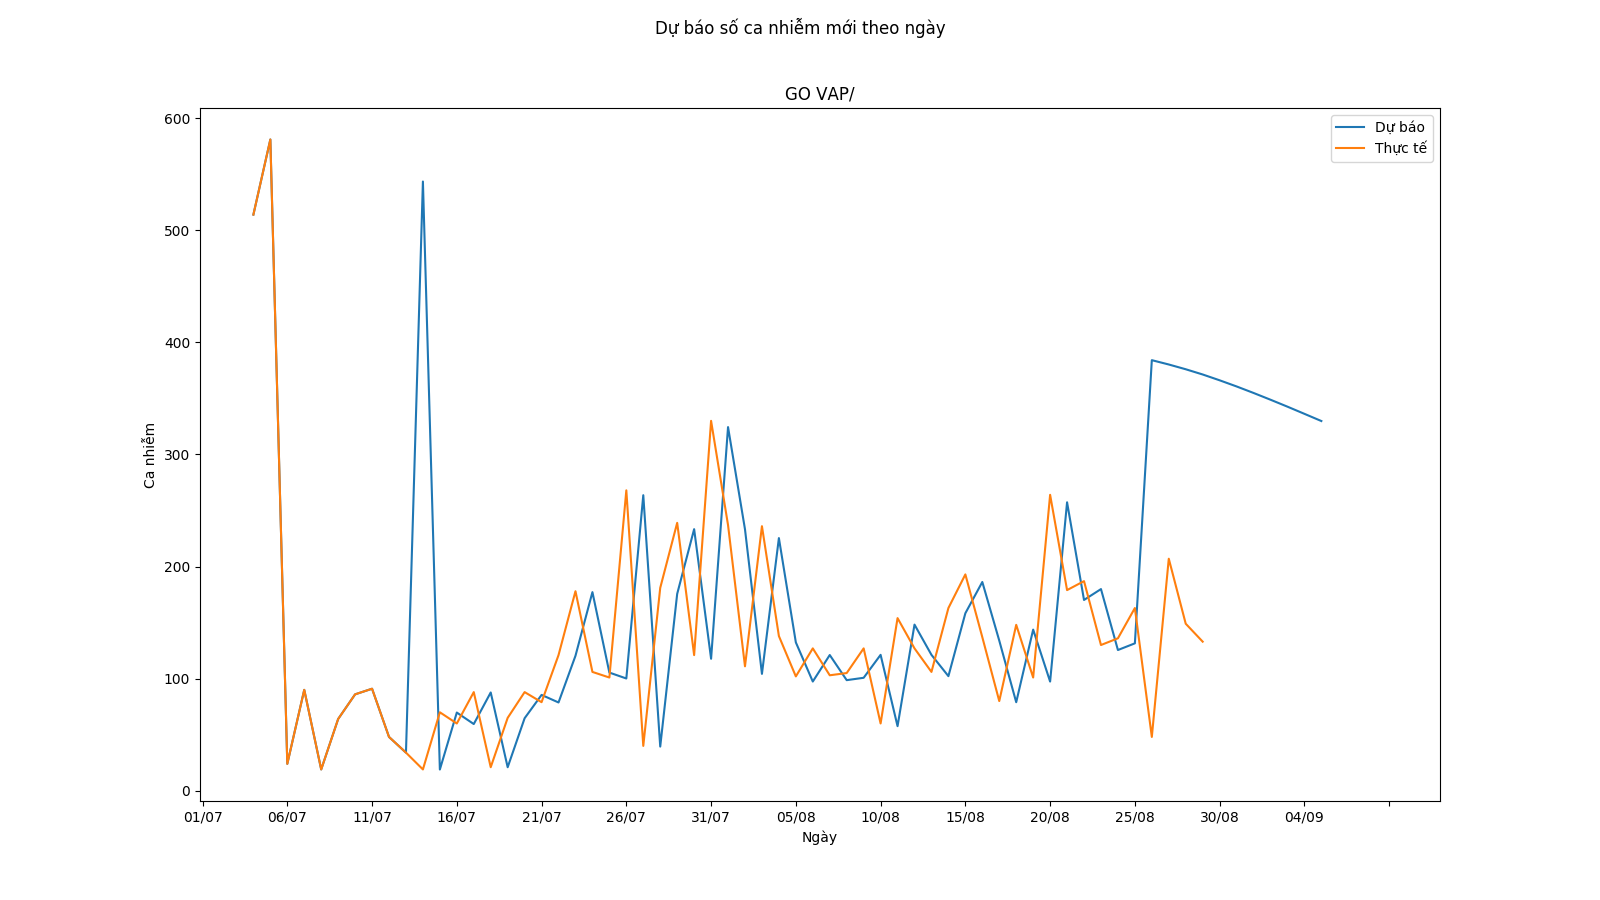 Dự báo số ca nhiễm mới theo ngày
GO VAP/
Dự báo
Thực tế
600
500
400
300
200
100
0
Ca nhiễm
01/07 06/07 11/07 16/07 21/07 26/07 31/07 05/08 10/08 15/08 20/08 25/08 30/08 04/09
Ngày